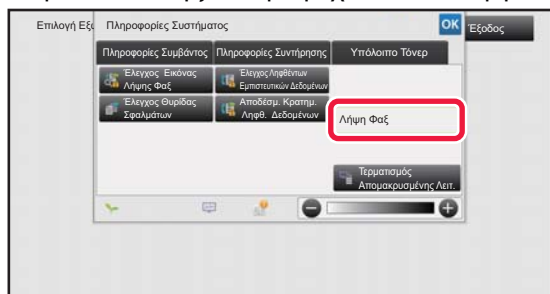 Επιλογή Εξ
Πληροφορίες Συστήματος
OK
Έξοδος
Πληροφορίες Συμβάντος
Πληροφορίες Συντήρησης
Υπόλοιπο Τόνερ
Έλεγχος Εικόνας
Λήψης Φαξ
Έλεγχος Ληφθέντων
Εμπιστευτικών Δεδομένων
Έλεγχος Θυρίδας
Σφαλμάτων
Αποδέσμ. Κρατημ.
Ληφθ. Δεδομένων
Λήψη Φαξ
Τερματισμός
Απομακρυσμένης Λειτ.